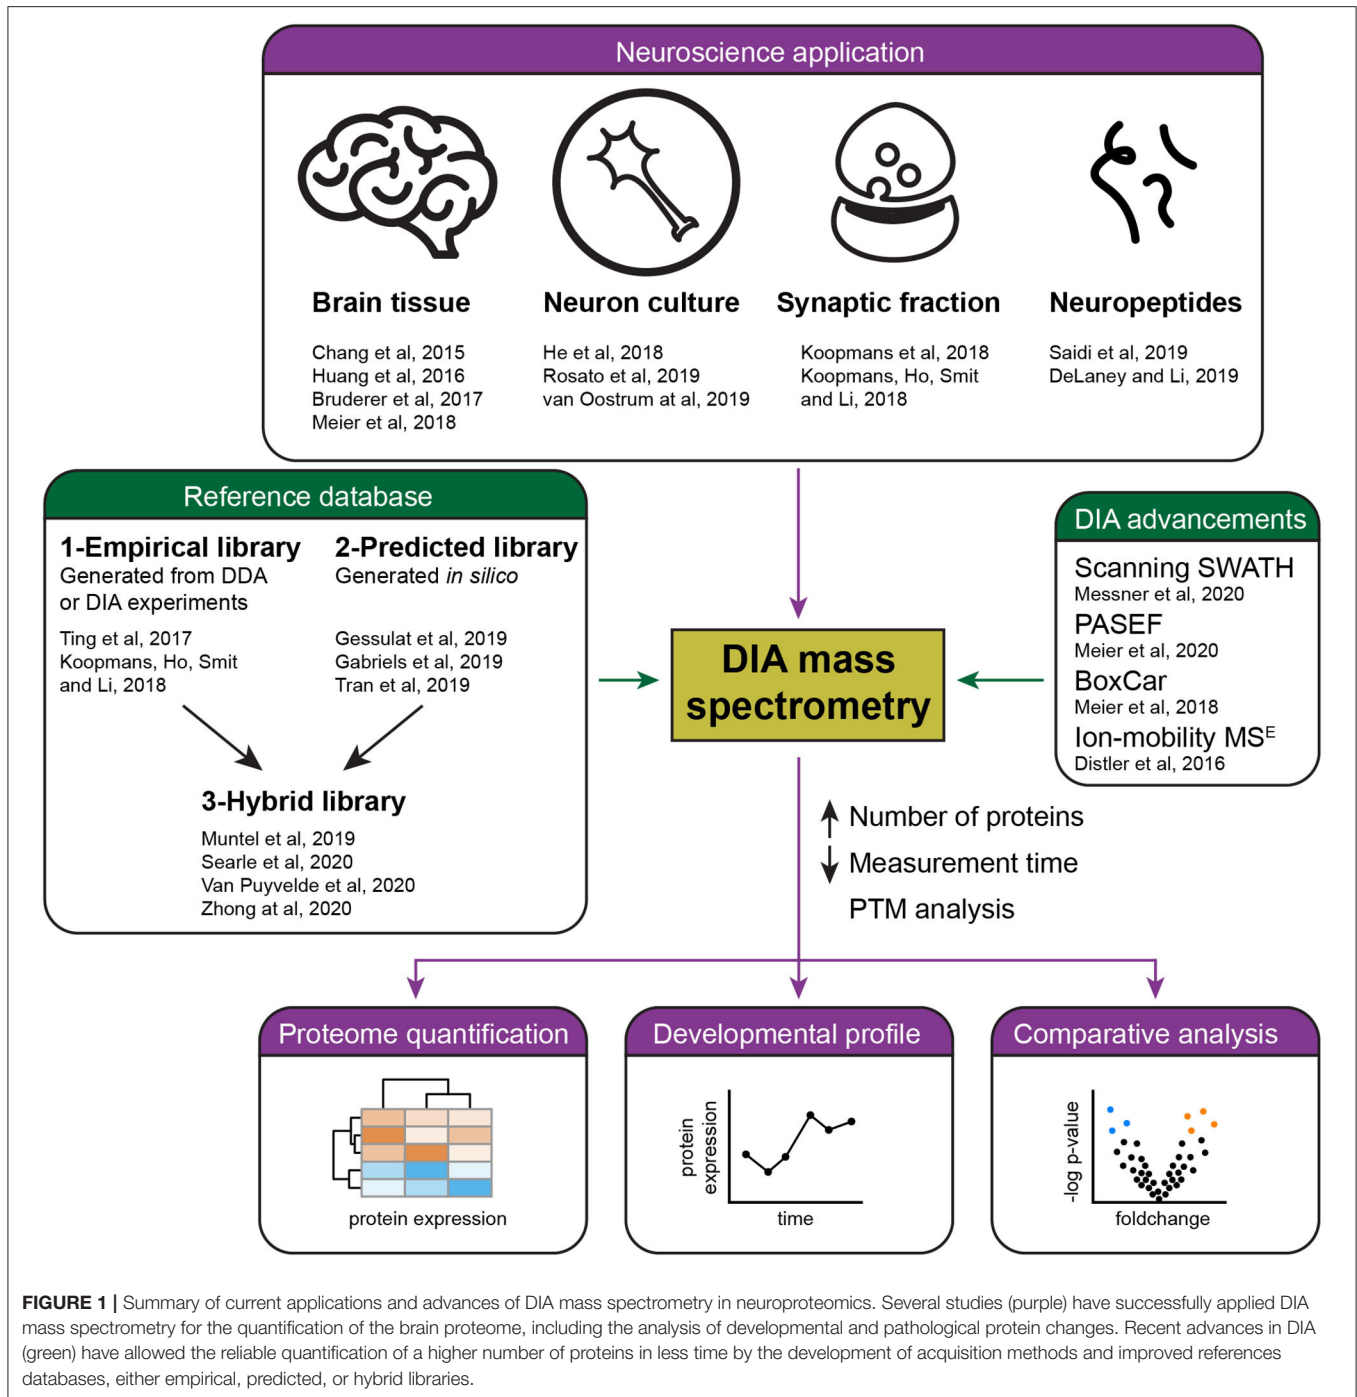 Neuroscience application
Brain tissue
Chang et al, 2015
Huang et al, 2016
Bruderer et al, 2017
Meier et al, 2018
Neuron culture
He et al, 2018
Rosato et al, 2019
van Oostrum at al, 2019
Synaptic fraction
Koopmans et al, 2018
Koopmans, Ho, Smit
and Li, 2018
Neuropeptides
Saidi et al, 2019
DeLaney and Li, 2019
Reference database
1-Empirical library
Generated from DDA
or DIA experiments
Ting et al, 2017
Koopmans, Ho, Smit
and Li, 2018
2-Predicted library
Generated in silico
Gessulat et al, 2019
Gabriels et al, 2019
Tran et al, 2019
3-Hybrid library
Muntel et al, 2019
Searle et al, 2020
Van Puyvelde et al, 2020
Zhong at al, 2020
DIA mass
spectrometry
DIA advancements
Scanning SWATH
Messner et al, 2020
PASEF
Meier et al, 2020
BoxCar
Meier et al, 2018
Ion-mobility MSᴱ
Distler et al, 2016
Number of proteins
Measurement time
PTM analysis
Proteome quantification
protein expression
Developmental profile
protein
expression
time
Comparative analysis
-log p-value
foldchange
FIGURE 1 | Summary of current applications and advances of DIA mass spectrometry in neuroproteomics. Several studies (purple) have successfully applied DIA
mass spectrometry for the quantification of the brain proteome, including the analysis of developmental and pathological protein changes. Recent advances in DIA
(green) have allowed the reliable quantification of a higher number of proteins in less time by the development of acquisition methods and improved references
databases, either empirical, predicted, or hybrid libraries.